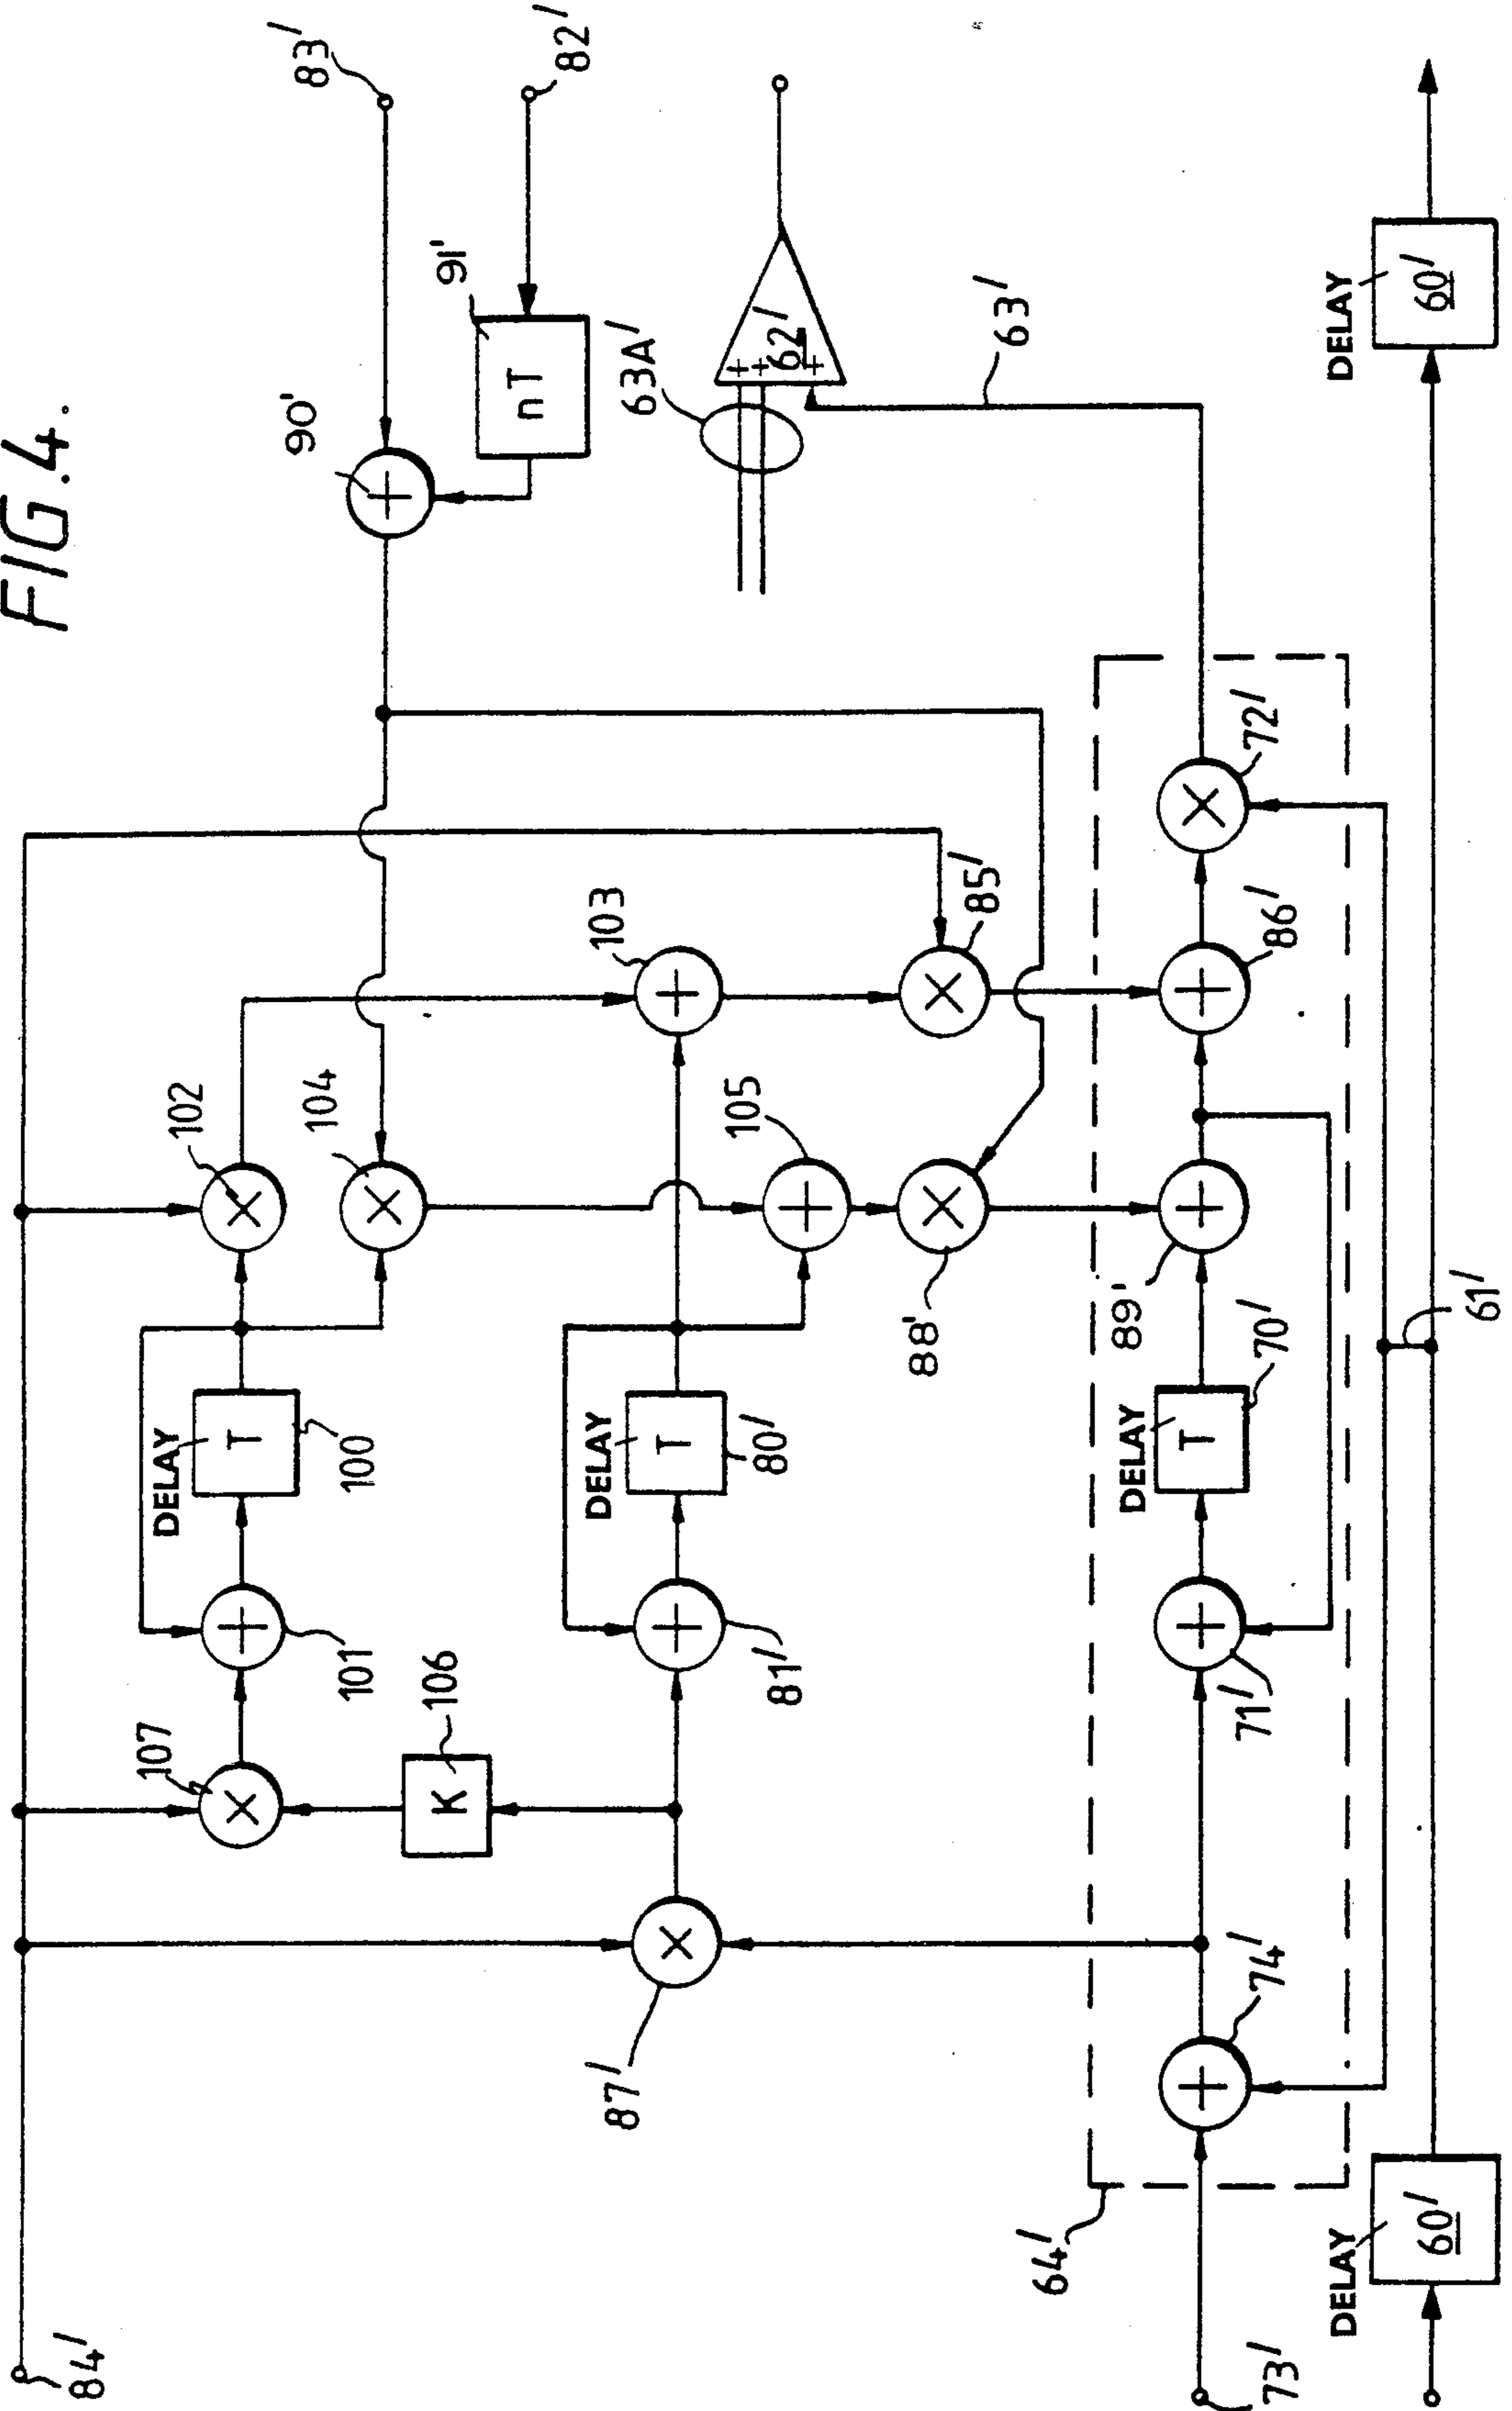 FIG.4.
84'
107
101
DELAY
T
100
102
104
90'
83'
91'
nT
82'
106
K
87'
81'
DELAY
T
80'
103
105
88'
85'
63A'
62'
+
+
+
63'
64'
73'
74'
71'
DELAY
T
70'
89'
86'
72'
61'
DELAY
60'
DELAY
60'